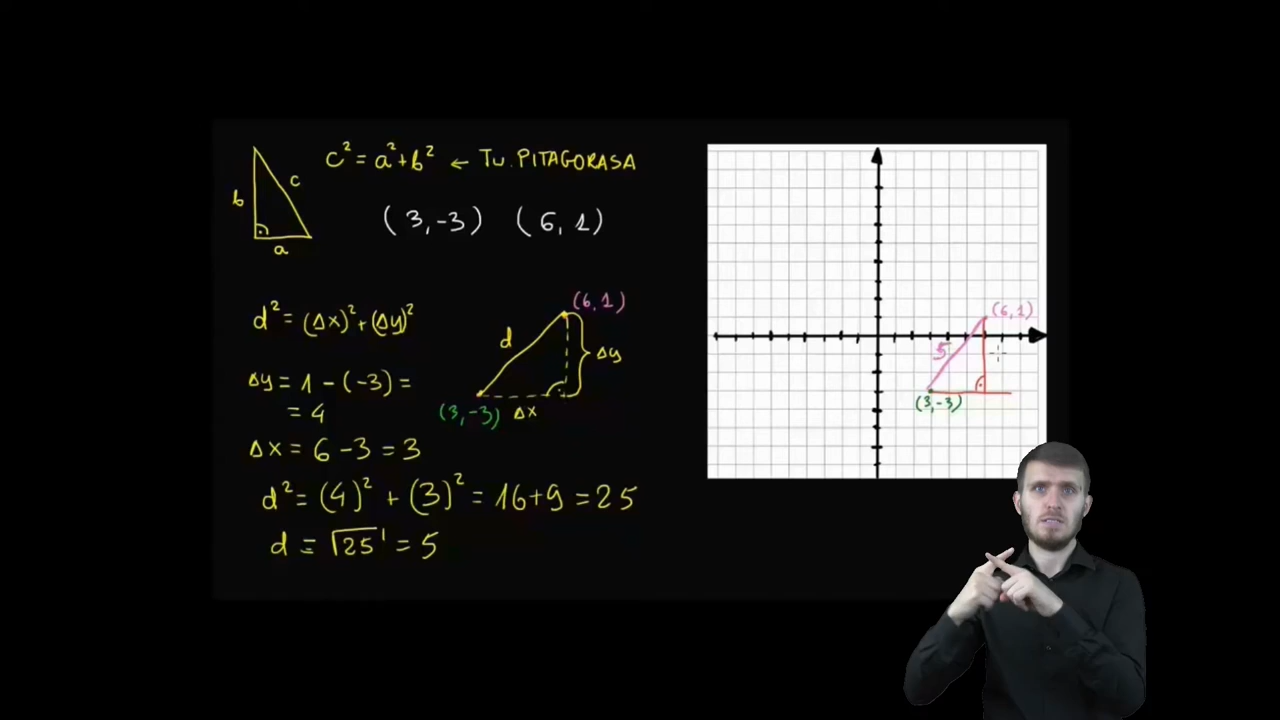 c² = a² + b² ← TW. PITAGORASA
b
c
a
(3,-3) (6,1)
d² = (Δx)² + (Δy)²
(6,1)
d
Δy
Δy = 1 - (-3) =
= 4
(3,-3) Δx
Δx = 6 - 3 = 3
d² = (4)² + (3)² = 16+9 = 25
d = √25 = 5
(6,1)
5
(3,-3)